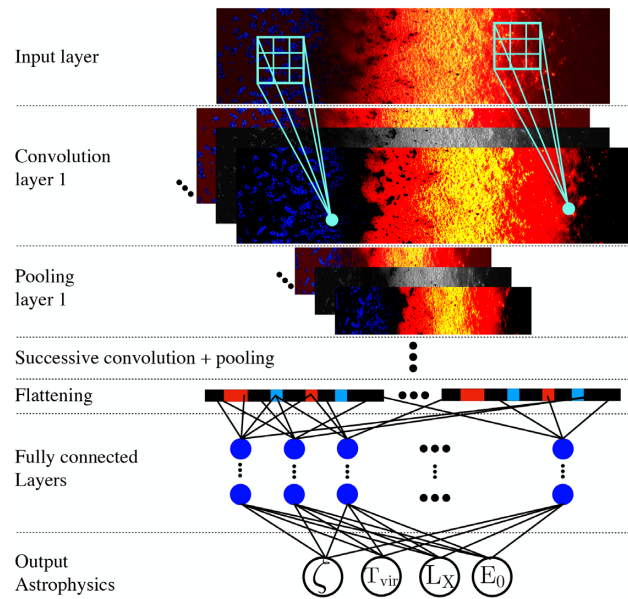 Input layer
Convolution
layer 1
Pooling
layer 1
Successive convolution + pooling
Flattening
Fully connected
Layers
Output
Astrophysics
ζ T_vir L_X E_0